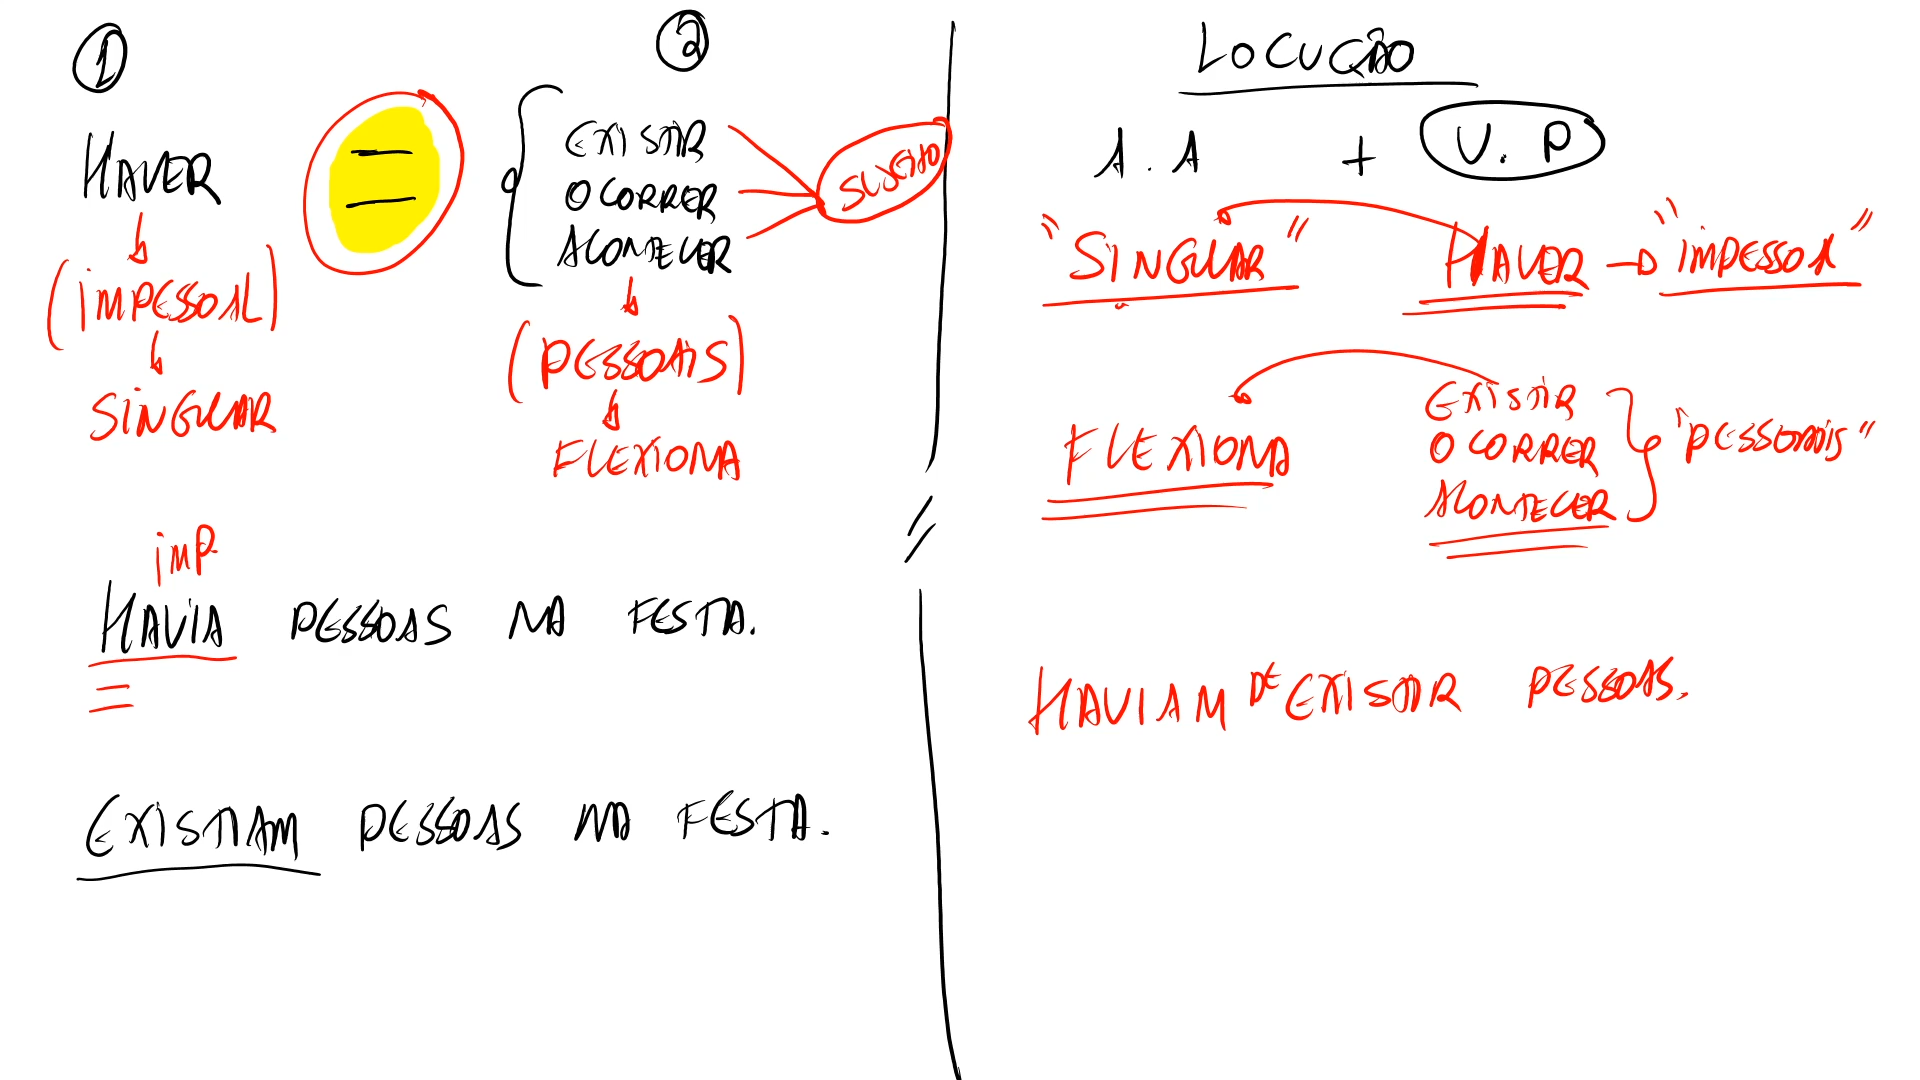 1
HAVER
=
(IMPESSOAL)
SINGULAR
2
EXISTIR
OCORRER
ACONTECER
SUJEITO
(PESSOAIS)
FLEXIONA
IMP.
HAVIA PESSOAS NA FESTA.
EXISTIAM PESSOAS NA FESTA.
LOCUÇÃO
V.A + V.P
"SINGULAR" HAVER → "IMPESSOAL"
EXISTIR
OCORRER
ACONTECER
FLEXIONA
"PESSOAIS"
HAVIAM DE EXISTIR PESSOAS.